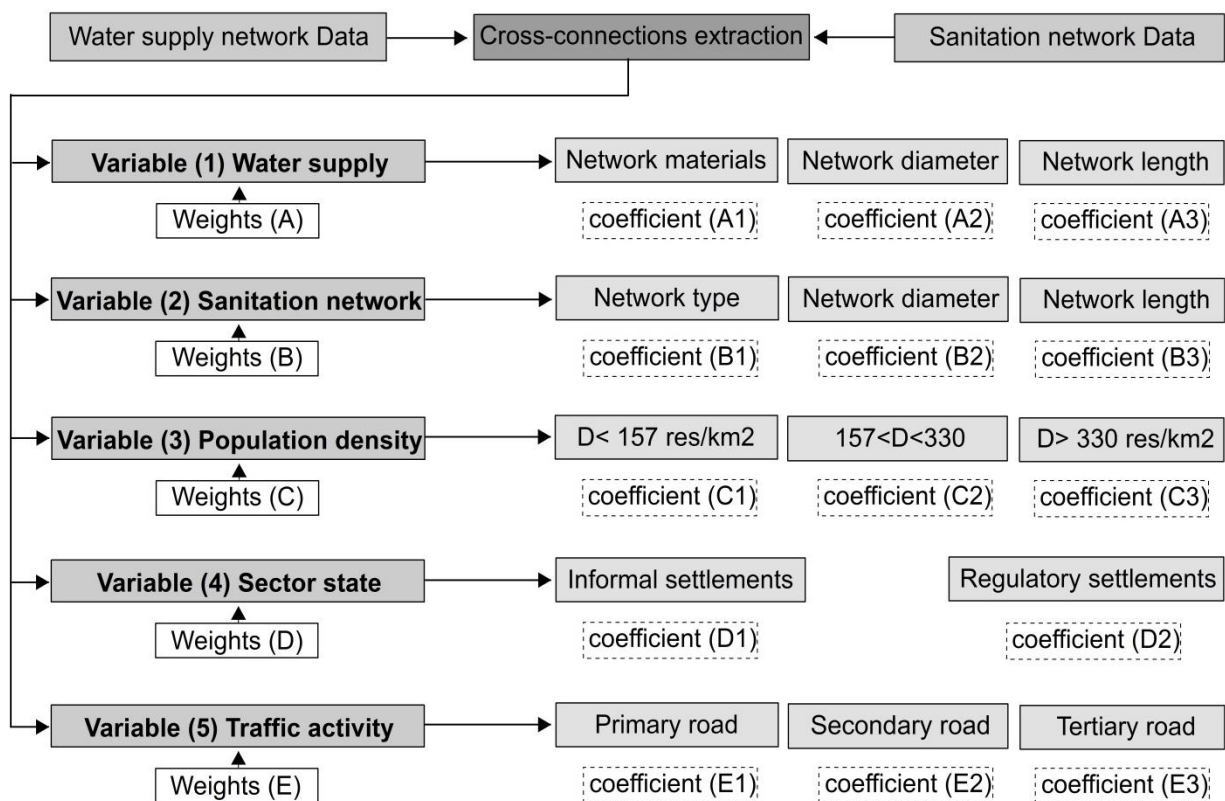 Water supply network Data
Cross-connections extraction
Sanitation network Data
Variable (1) Water supply
Network materials
Network diameter
Network length
Weights (A)
coefficient (A1)
coefficient (A2)
coefficient (A3)
Variable (2) Sanitation network
Network type
Network diameter
Network length
Weights (B)
coefficient (B1)
coefficient (B2)
coefficient (B3)
Variable (3) Population density
D< 157 res/km2
157<D<330
D> 330 res/km2
Weights (C)
coefficient (C1)
coefficient (C2)
coefficient (C3)
Variable (4) Sector state
Informal settlements
Regulatory settlements
Weights (D)
coefficient (D1)
coefficient (D2)
Variable (5) Traffic activity
Primary road
Secondary road
Tertiary road
Weights (E)
coefficient (E1)
coefficient (E2)
coefficient (E3)